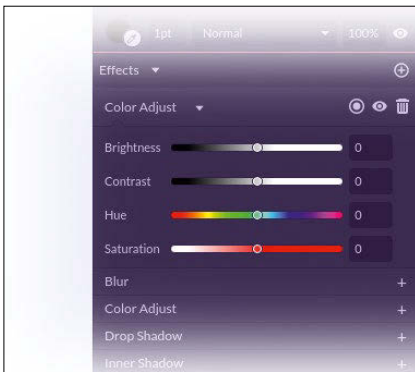 1pt Normal 100%
Effects
Color Adjust
Brightness 0
Contrast 0
Hue 0
Saturation 0
Blur +
Color Adjust +
Drop Shadow +
Inner Shadow +